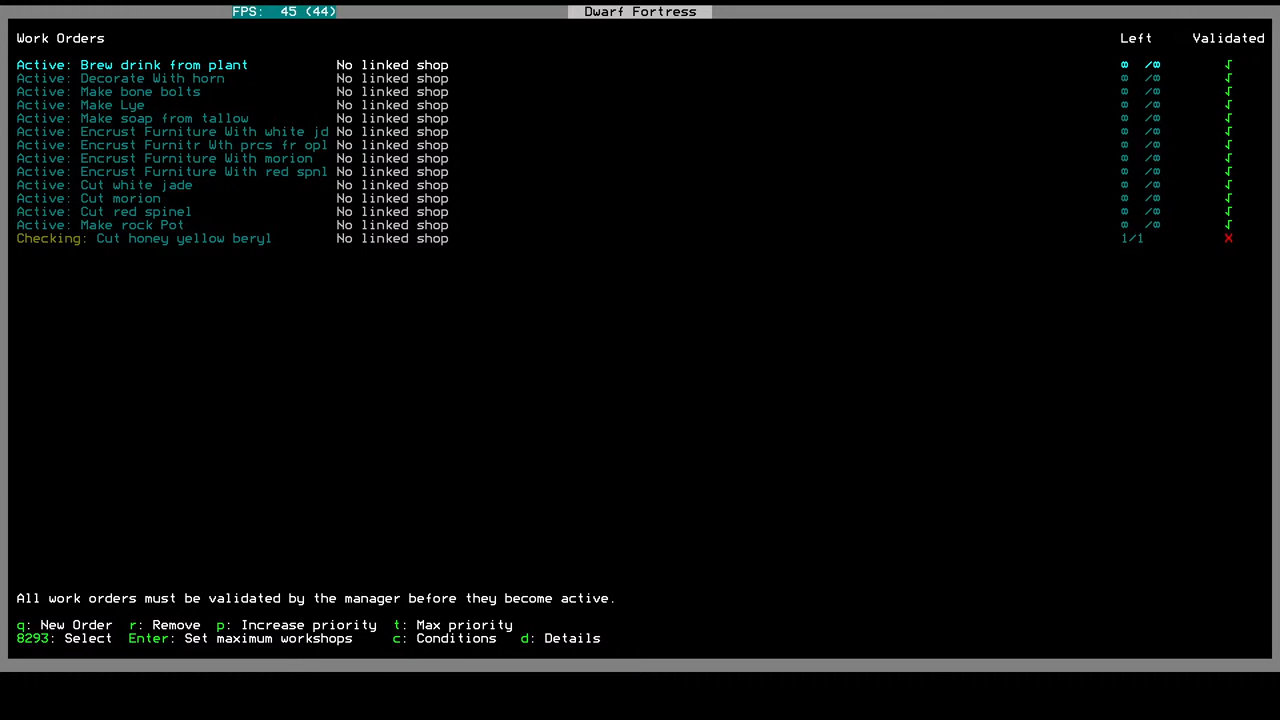 FPS: 45 (44) Dwarf Fortress
Work Orders Left Validated
Active: Brew drink from plant No linked shop ∞ /∞ √
Active: Decorate With horn No linked shop ∞ /∞ √
Active: Make bone bolts No linked shop ∞ /∞ √
Active: Make Lye No linked shop ∞ /∞ √
Active: Make soap from tallow No linked shop ∞ /∞ √
Active: Encrust Furniture With white jd No linked shop ∞ /∞ √
Active: Encrust Furnitr Wth prcs fr opl No linked shop ∞ /∞ √
Active: Encrust Furniture With morion No linked shop ∞ /∞ √
Active: Encrust Furniture With red spnl No linked shop ∞ /∞ √
Active: Cut white jade No linked shop ∞ /∞ √
Active: Cut morion No linked shop ∞ /∞ √
Active: Cut red spinel No linked shop ∞ /∞ √
Active: Make rock Pot No linked shop ∞ /∞ √
Checking: Cut honey yellow beryl No linked shop 1/1 X
All work orders must be validated by the manager before they become active.
q: New Order r: Remove p: Increase priority t: Max priority
8293: Select Enter: Set maximum workshops c: Conditions d: Details